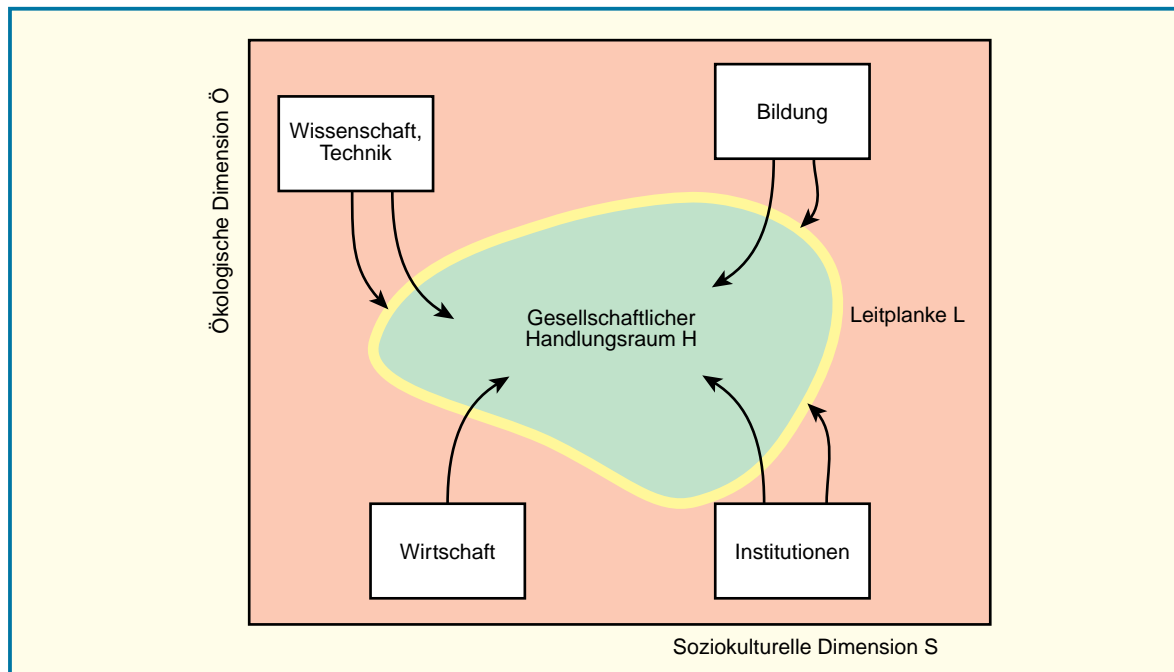 Ökologische Dimension Ö
Wissenschaft,
Technik
Bildung
Gesellschaftlicher
Handlungsraum H
Leitplanke L
Wirtschaft
Institutionen
Soziokulturelle Dimension S